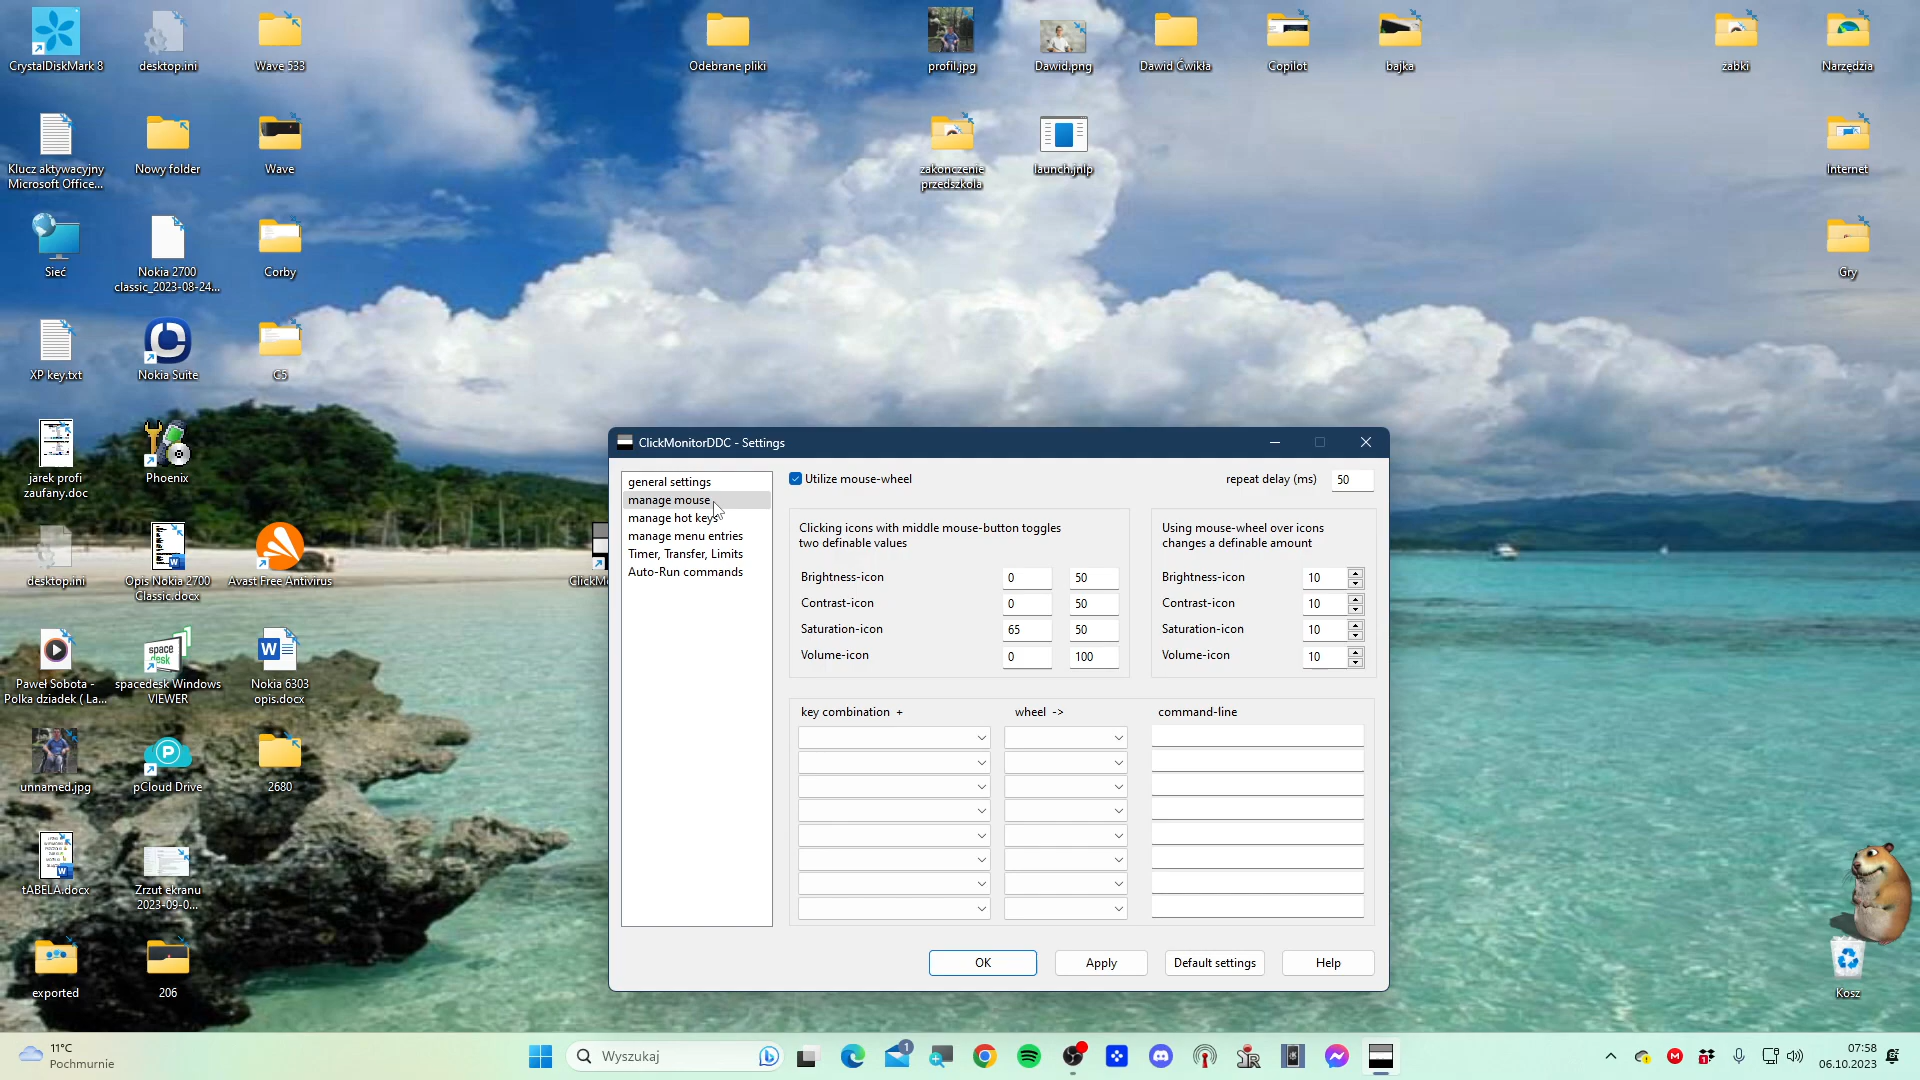 CrystalDiskMark 8
desktop.ini
Wave 533
Odebrane pliki
profil.jpg
Dawid.png
Dawid Ćwikła
Copilot
bajka
zabki
Narzędzia
Klucz aktywacyjny
Microsoft Office...
Nowy folder
Wave
zakonczenie
przedszkola
launch.jnlp
Internet
Sieć
Nokia 2700
classic_2023-08-24...
Corby
Gry
XP key.txt
Nokia Suite
C5
jarek profi
zaufany.doc
Phoenix
desktop.ini
Opis Nokia 2700
Classic.docx
Avast Free Antivirus
ClickMo
Paweł Sobota -
Polka dziadek ( La...
spacedesk
spacedesk Windows
VIEWER
Nokia 6303
opis.docx
unnamed.jpg
pCloud Drive
2680
tABELA.docx
Zrzut ekranu
2023-09-0...
exported
206
Kosz
ClickMonitorDDC - Settings
general settings
manage mouse
manage hot keys
manage menu entries
Timer, Transfer, Limits
Auto-Run commands
Utilize mouse-wheel
repeat delay (ms) 50
Clicking icons with middle mouse-button toggles
two definable values
Brightness-icon 0 50
Contrast-icon 0 50
Saturation-icon 65 50
Volume-icon 0 100
Using mouse-wheel over icons
changes a definable amount
Brightness-icon 10
Contrast-icon 10
Saturation-icon 10
Volume-icon 10
key combination + wheel -> command-line
OK Apply Default settings Help
11°C
Pochmurnie
Wyszukaj
1
1
07:58
06.10.2023